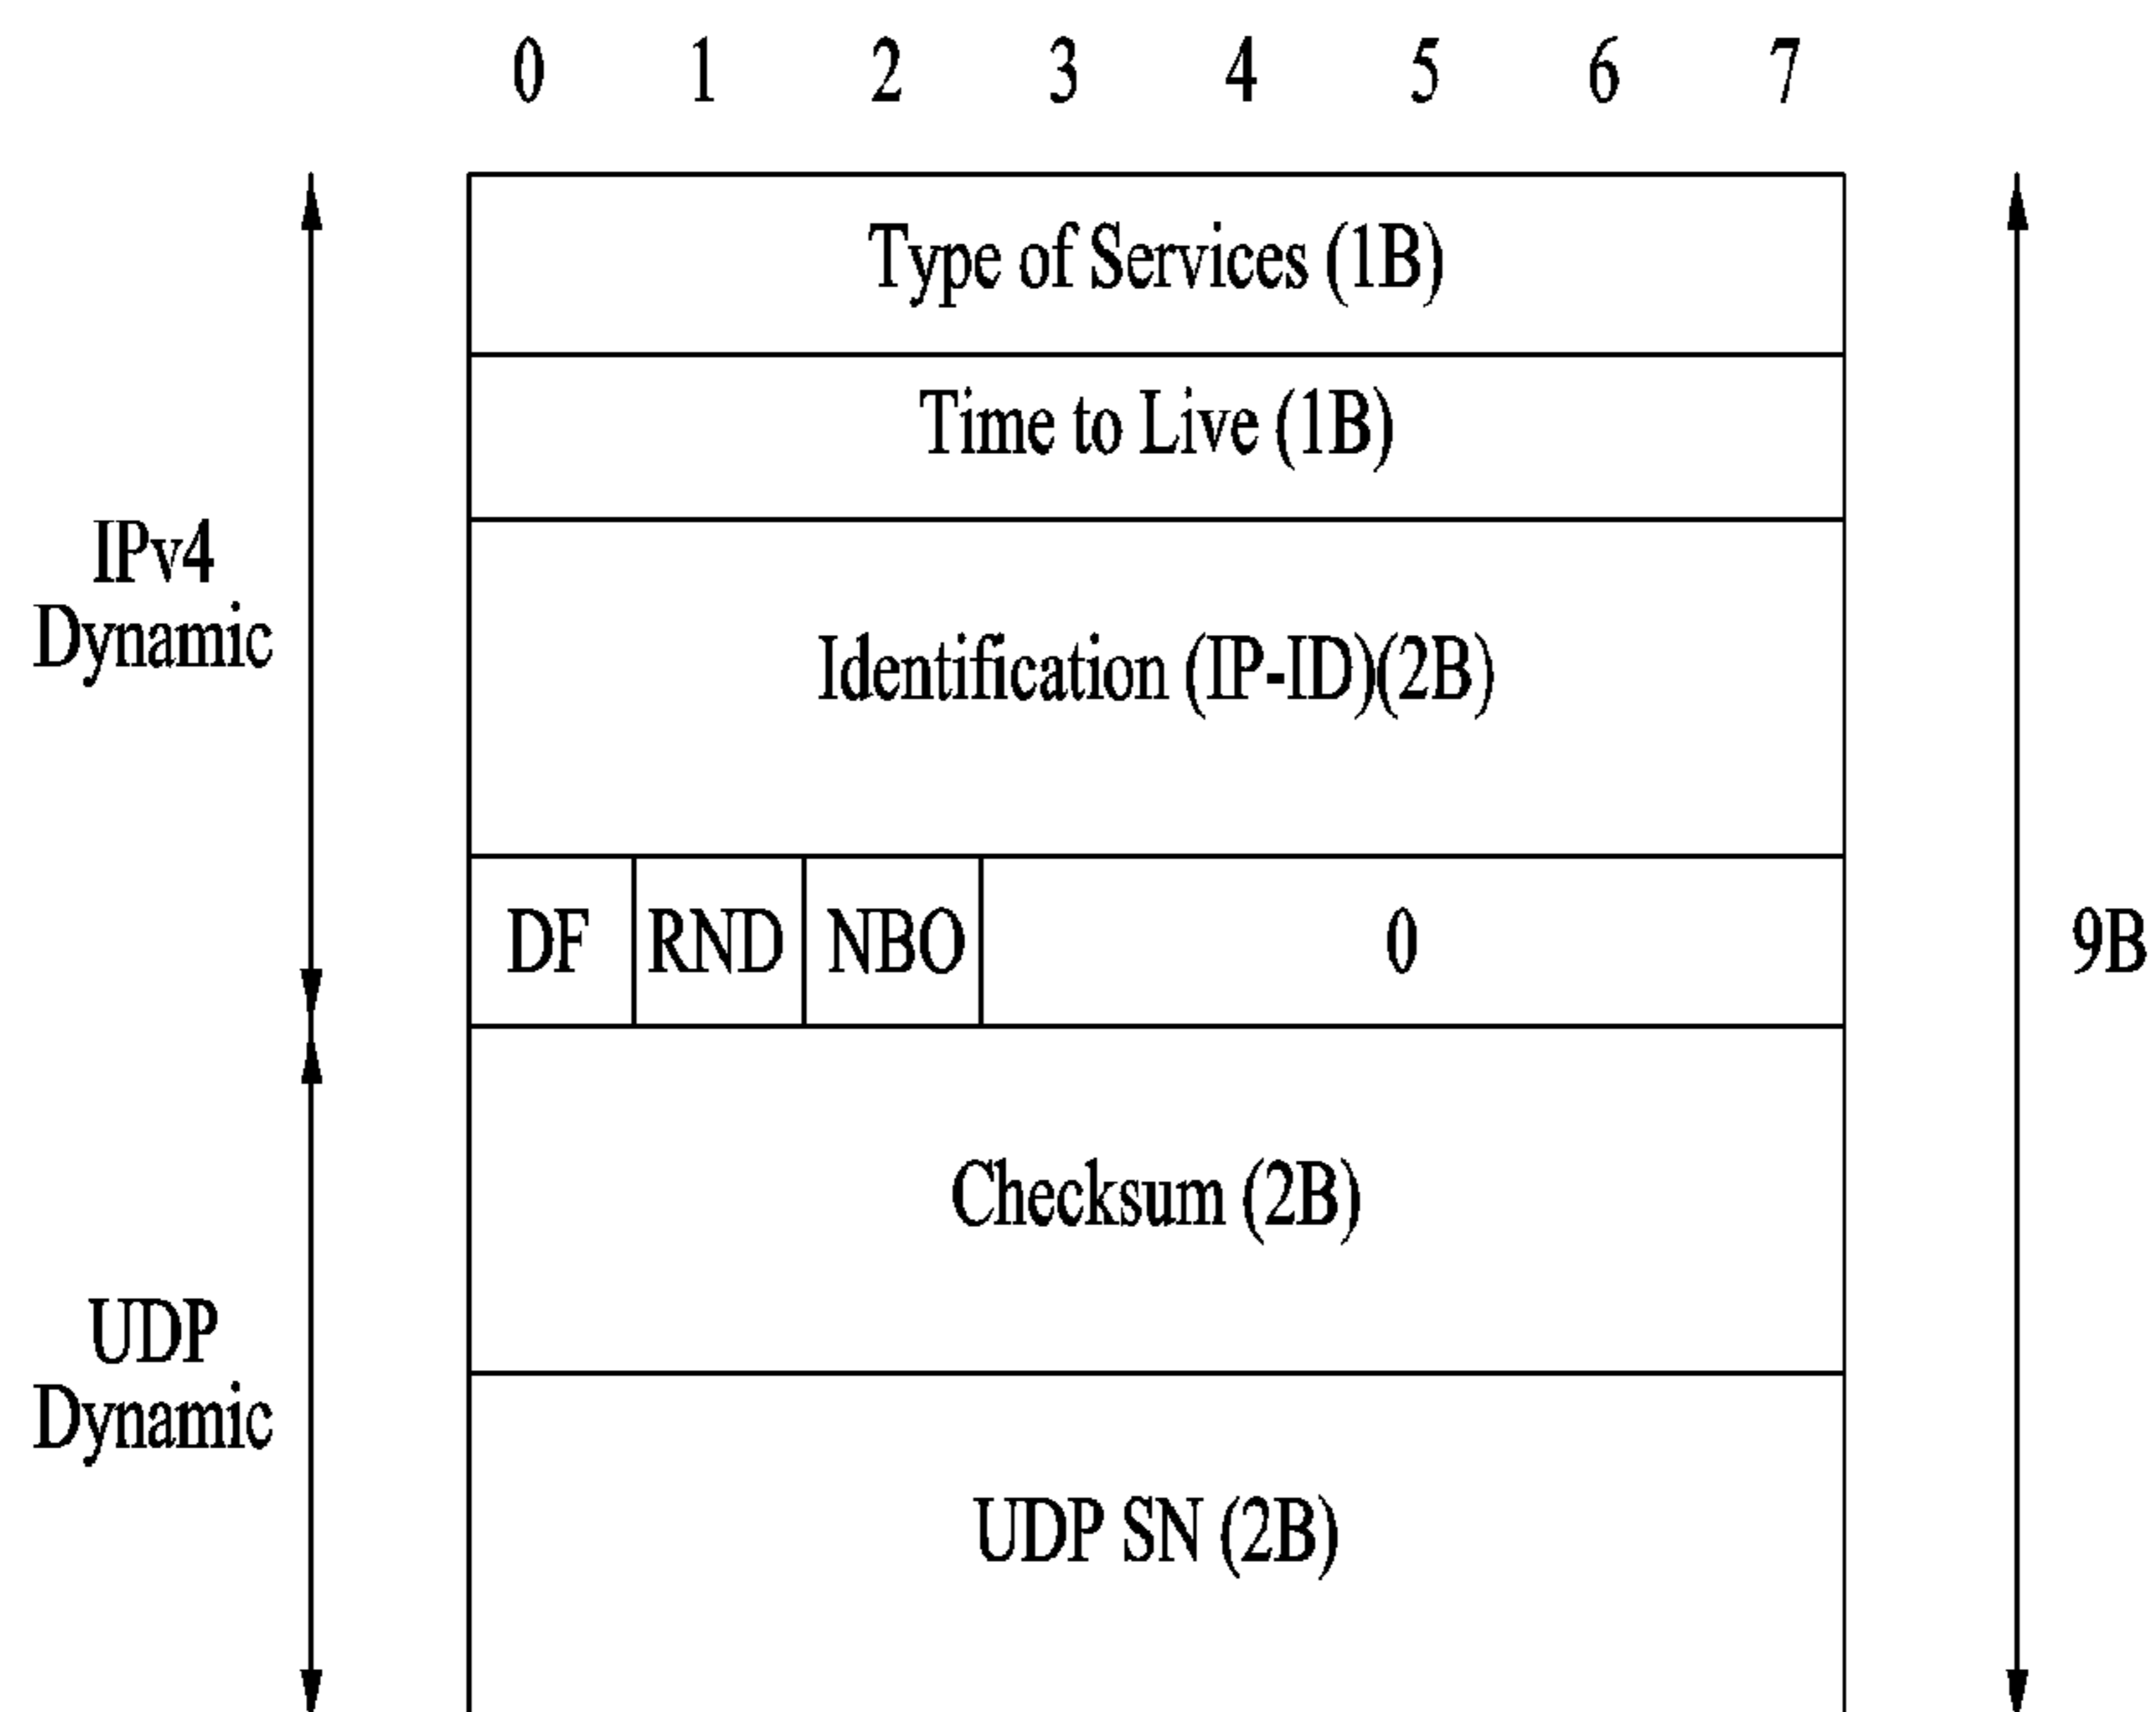 0 1 2 3 4 5 6 7
Type of Services (1B)
Time to Live (1B)
IPv4
Dynamic
Identification (IP-ID)(2B)
DF RND NBO 0
9B
Checksum (2B)
UDP
Dynamic
UDP SN (2B)